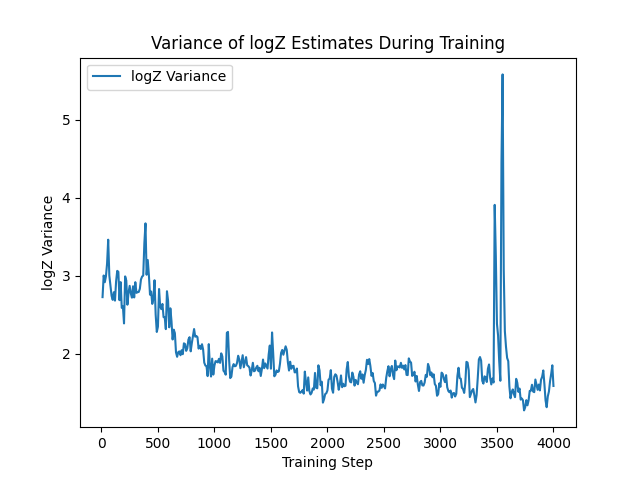 Variance of logZ Estimates During Training
logZ Variance
5
4
3
2
logZ Variance
0 500 1000 1500 2000 2500 3000 3500 4000
Training Step